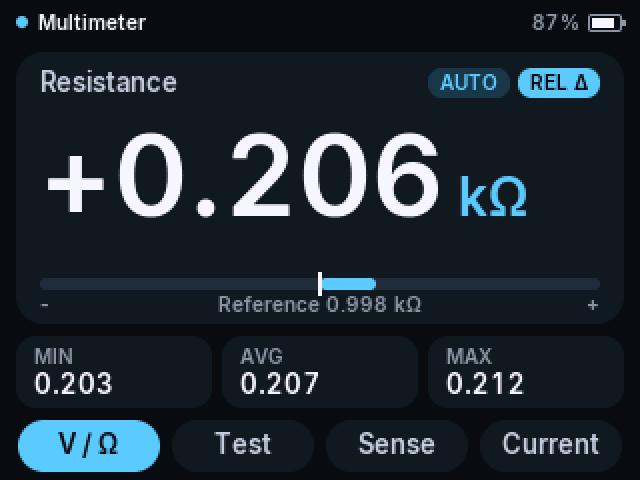 Multimeter 87%
Resistance AUTO REL Δ
+0.206 kΩ
- Reference 0.998 kΩ +
MIN AVG MAX
0.203 0.207 0.212
V / Ω Test Sense Current